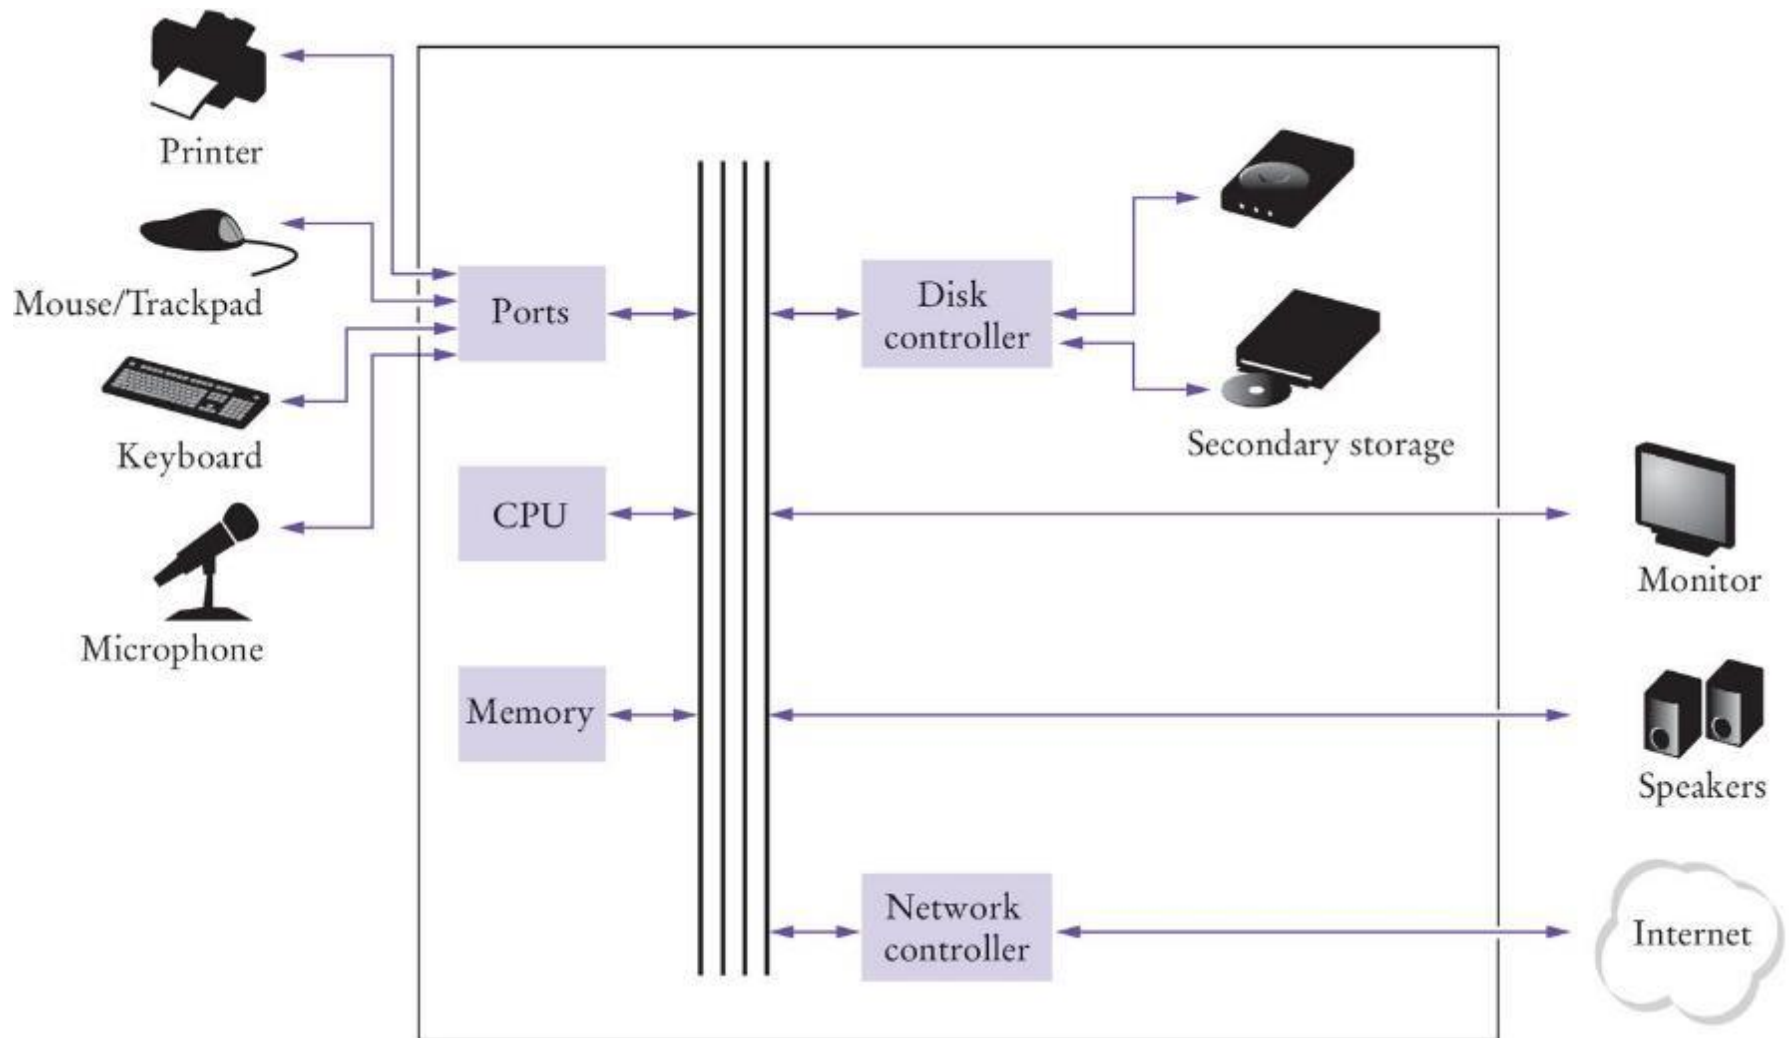 Printer
Mouse/Trackpad
Keyboard
Microphone
Ports
CPU
Memory
Disk
controller
Secondary storage
Network
controller
Monitor
Speakers
Internet